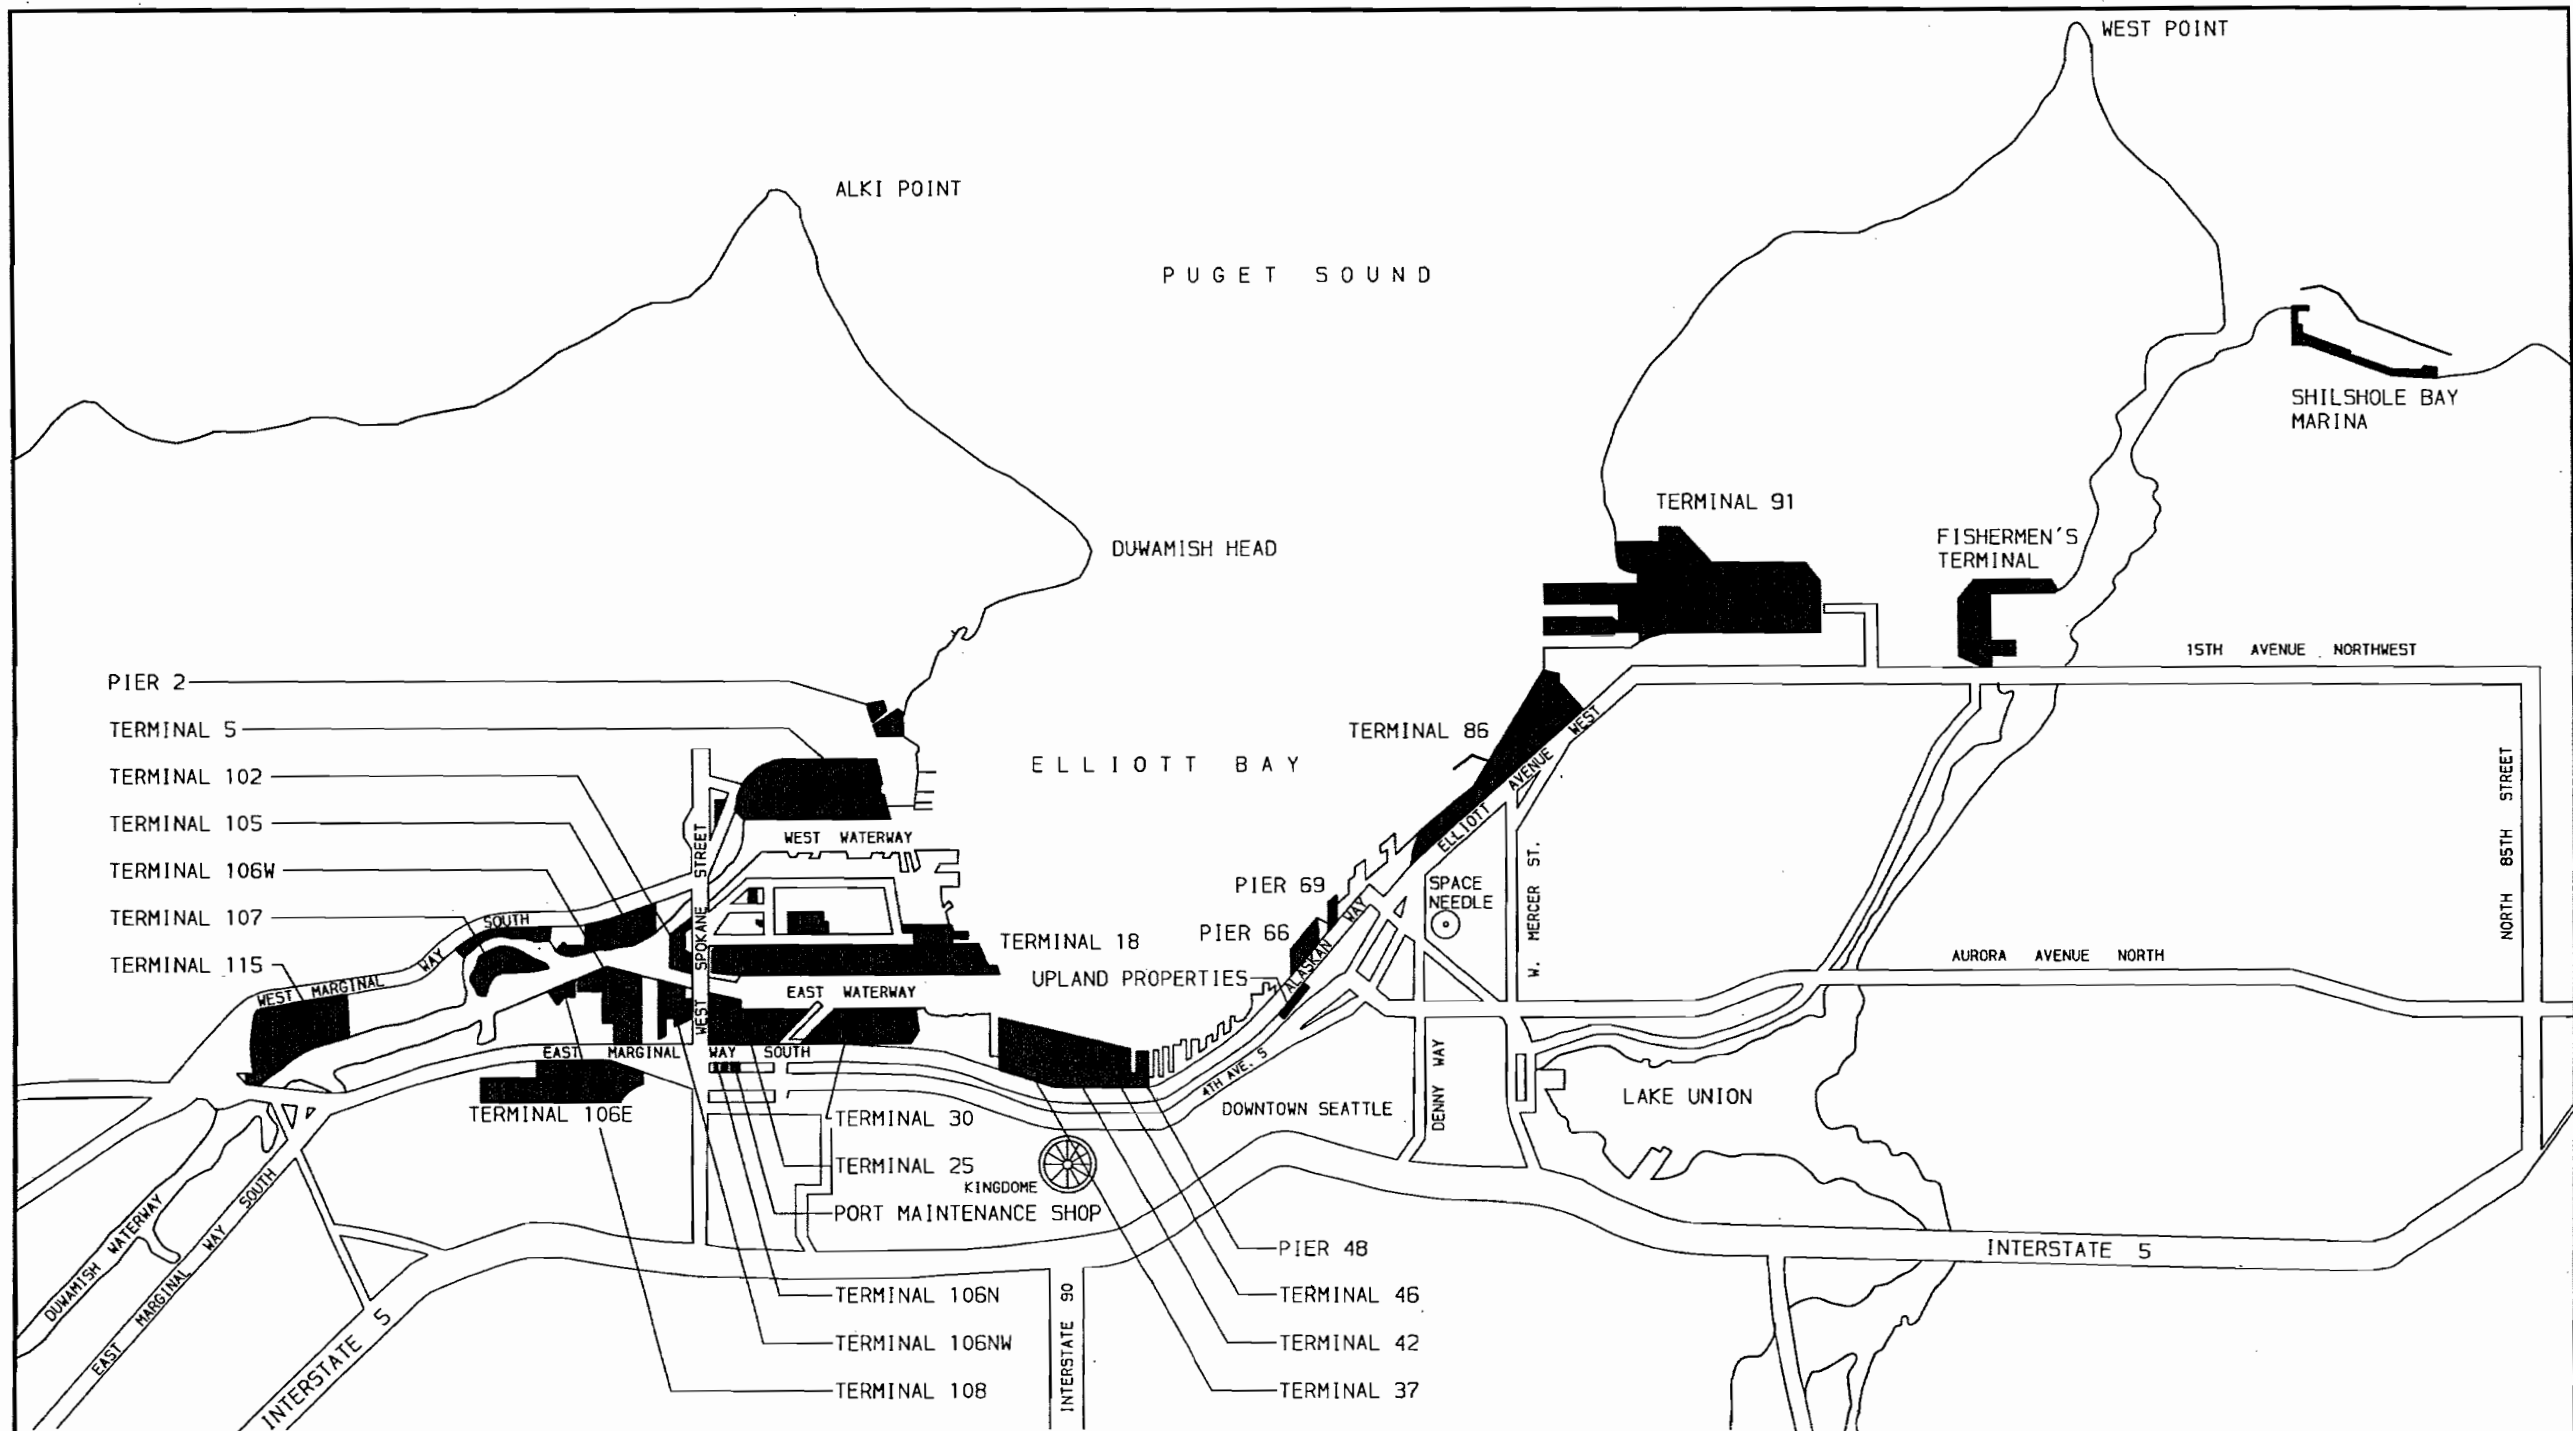 WEST POINT
ALKI POINT
PUGET SOUND
SHILSHOLE BAY
MARINA
TERMINAL 91
FISHERMEN'S
TERMINAL
DUWAMISH HEAD
15TH AVENUE NORTHWEST
PIER 2
TERMINAL 5
TERMINAL 102
TERMINAL 105
TERMINAL 106W
TERMINAL 107
TERMINAL 115
ELLIOTT BAY
TERMINAL 86
ELLIOTT AVENUE WEST
WEST WATERWAY
WEST SPOKANE STREET
WEST MARGINAL WAY SOUTH
PIER 69
SPACE
NEEDLE
W. MERCER ST.
NORTH 85TH STREET
PIER 66
TERMINAL 18
UPLAND PROPERTIES
ALASKAN WAY
AURORA AVENUE NORTH
EAST WATERWAY
EAST MARGINAL WAY SOUTH
4TH AVE. S
DENNY WAY
LAKE UNION
TERMINAL 106E
DOWNTOWN SEATTLE
TERMINAL 30
TERMINAL 25
KINGDOME
PORT MAINTENANCE SHOP
DUWAMISH WATERWAY
EAST MARGINAL WAY SOUTH
INTERSTATE 5
PIER 48
INTERSTATE 5
TERMINAL 106N
TERMINAL 46
TERMINAL 106NW
TERMINAL 42
TERMINAL 108
TERMINAL 37
INTERSTATE 90